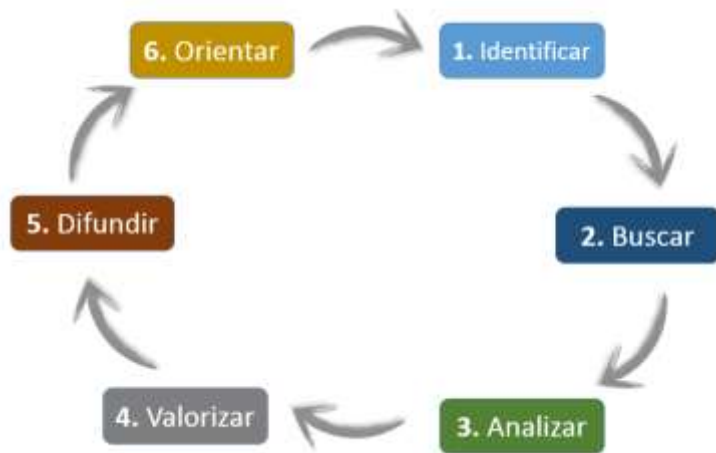 6. Orientar
1. Identificar
5. Difundir
2. Buscar
4. Valorizar
3. Analizar